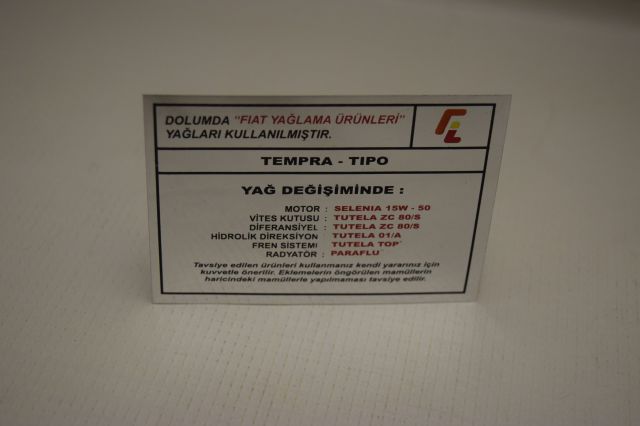 DOLUMDA "FIAT YAĞLAMA ÜRÜNLERİ"
YAĞLARI KULLANILMIŞTIR.
TEMPRA - TIPO
YAĞ DEĞİŞİMİNDE :
MOTOR : SELENIA 15W - 50
VİTES KUTUSU : TUTELA ZC 80/S
DİFERANSİYEL : TUTELA ZC 80/S
HİDROLİK DİREKSİYON : TUTELA 01/A
FREN SİSTEMİ TUTELA TOP
RADYATÖR : PARAFLU
Tavsiye edilen ürünleri kullanmanız kendi yararınız için
kuvvetle önerilir. Eklemelerin öngörülen mamüllerin
haricindeki mamüllerle yapılmaması tavsiye edilir.